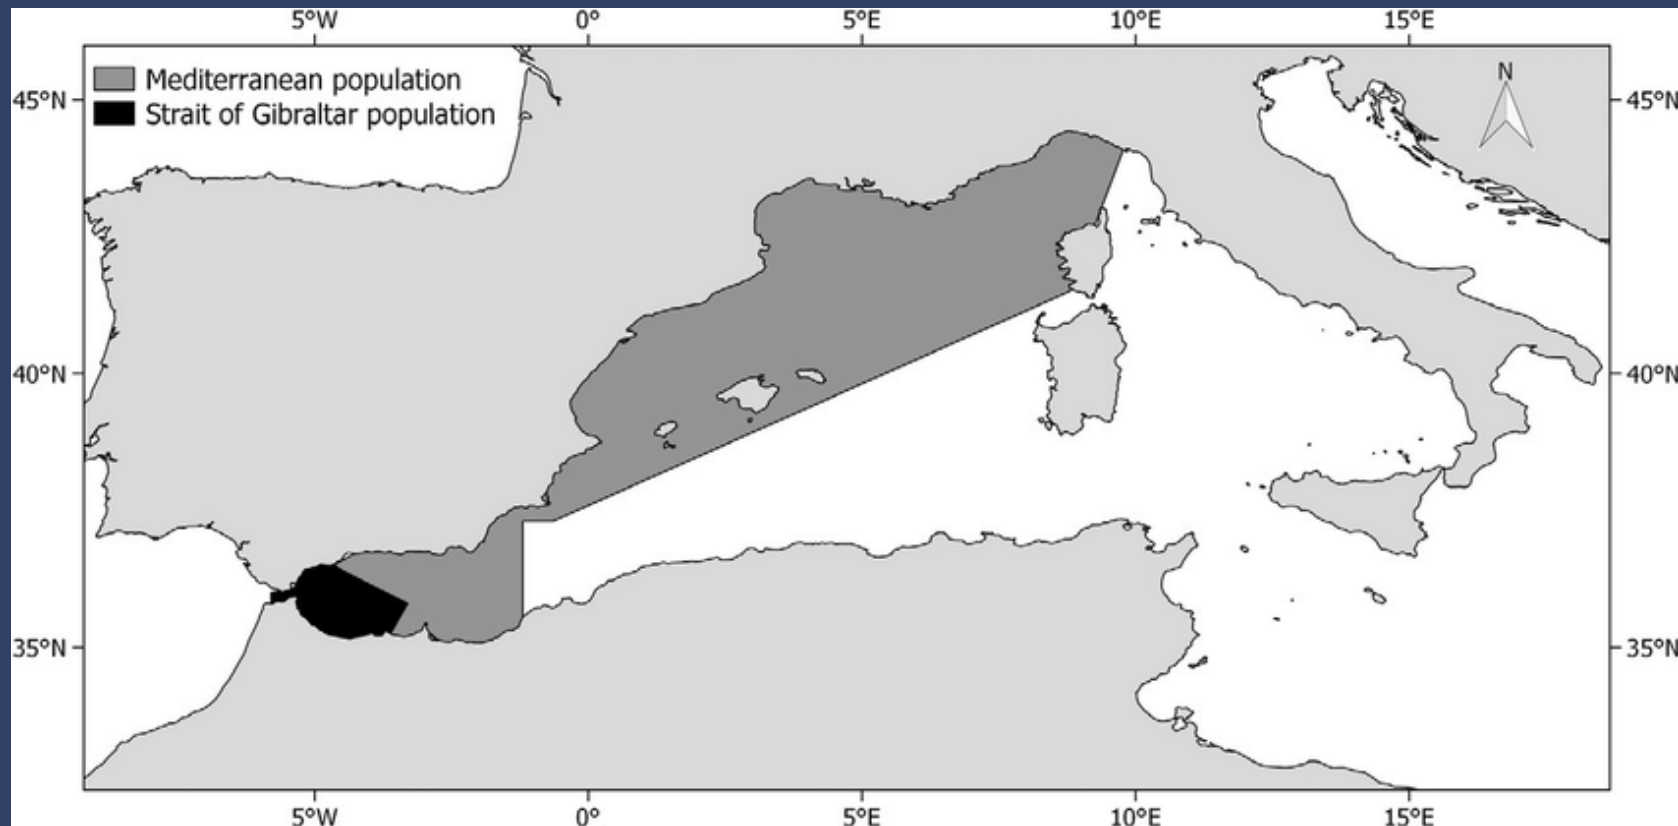 5°W 0° 5°E 10°E 15°E
N
Mediterranean population
45°N 45°N
Strait of Gibraltar population
40°N 40°N
35°N 35°N
5°W 0° 5°E 10°E 15°E